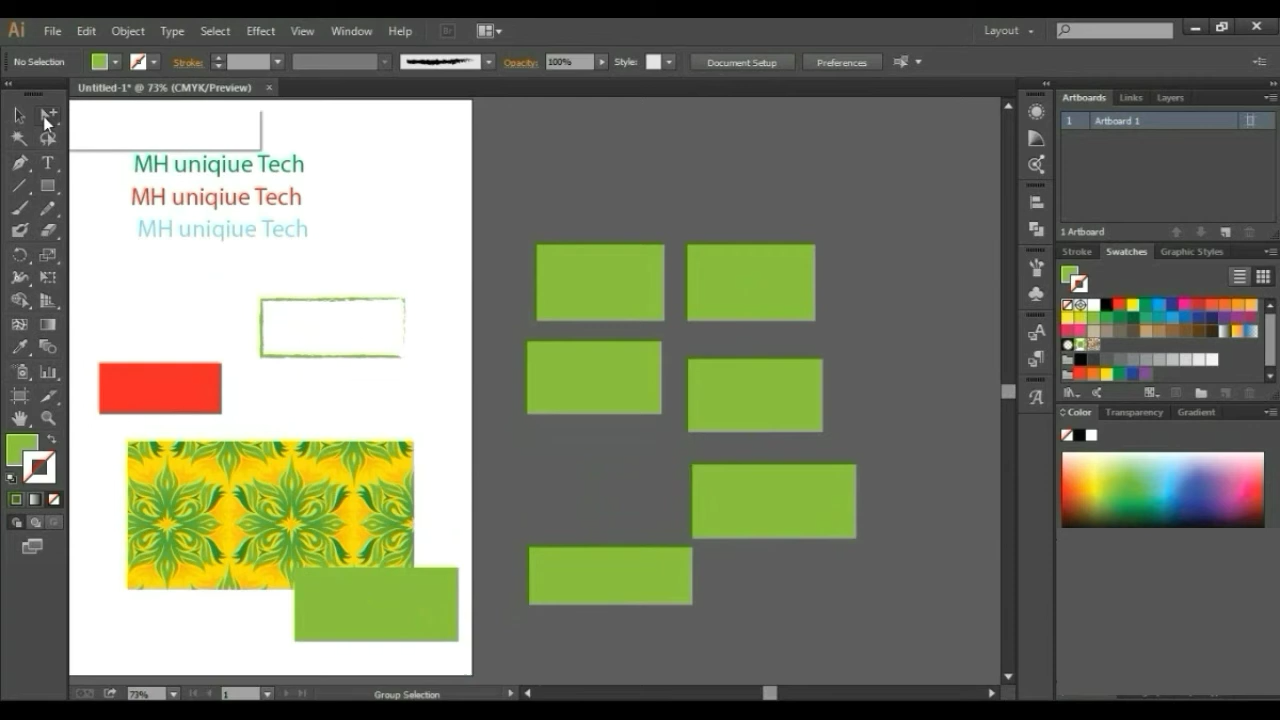 Ai File Edit Object Type Select Effect View Window Help Layout
No Selection Stroke: Opacity: 100% Style: Document Setup Preferences
Untitled-1* @ 73% (CMYK/Preview)
Artboards Links Layers
1 Artboard 1
1 Artboard
Stroke Swatches Graphic Styles
Color Transparency Gradient
MH uniqiue Tech
MH uniqiue Tech
MH uniqiue Tech
73% 1 Group Selection